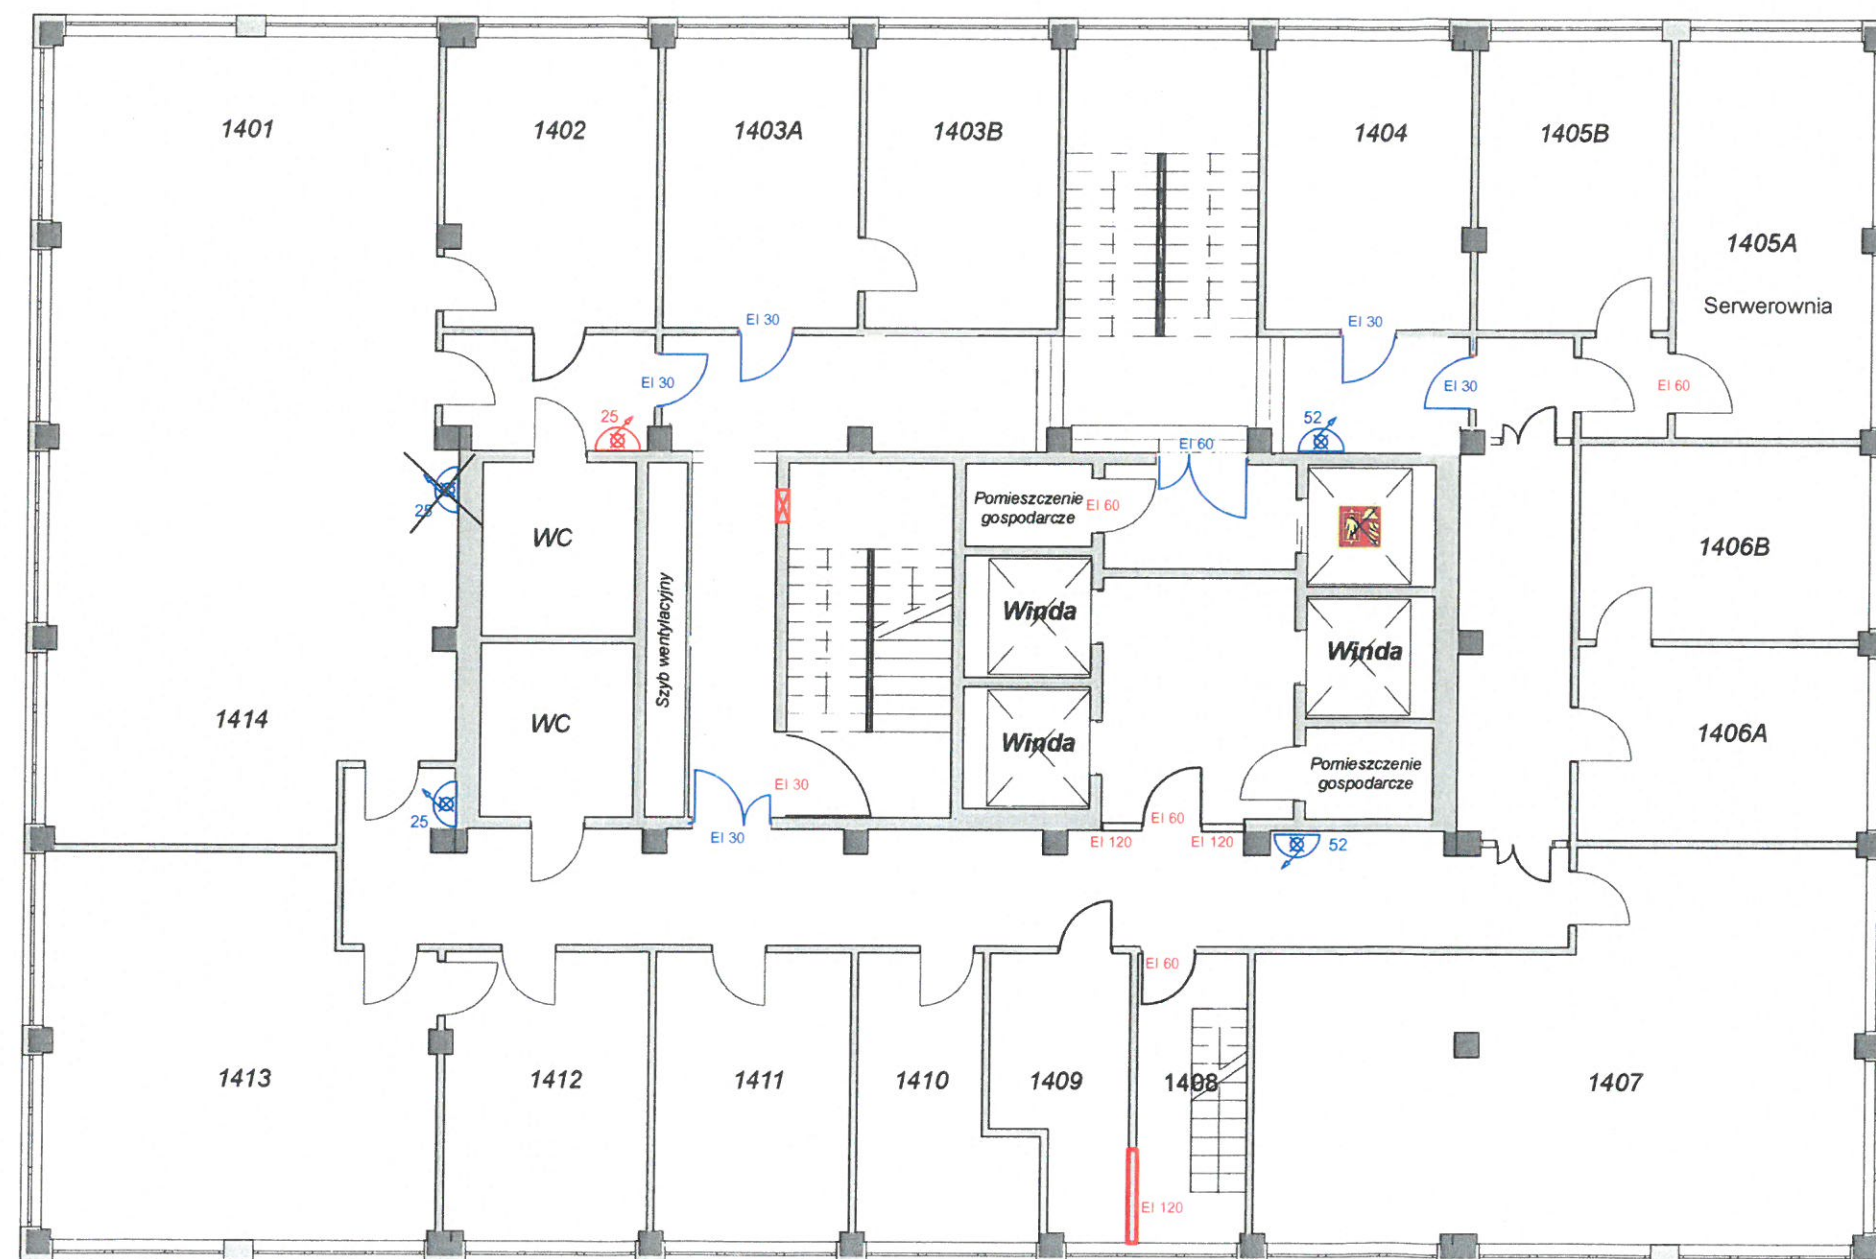 1401
1402
1403A
1403B
1404
1405B
1405A
Serwerownia
EI 30
EI 30
EI 30
EI 30
EI 60
25
52
EI 60
25
Pomieszczenie
gospodarcze
EI 60
WC
1406B
Szyb wentylacyjny
Winda
Winda
1414
WC
Winda
1406A
Pomieszczenie
gospodarcze
EI 30
25
EI 30
EI 60
EI 120
EI 120
52
EI 60
1413
1412
1411
1410
1409
1408
1407
EI 120